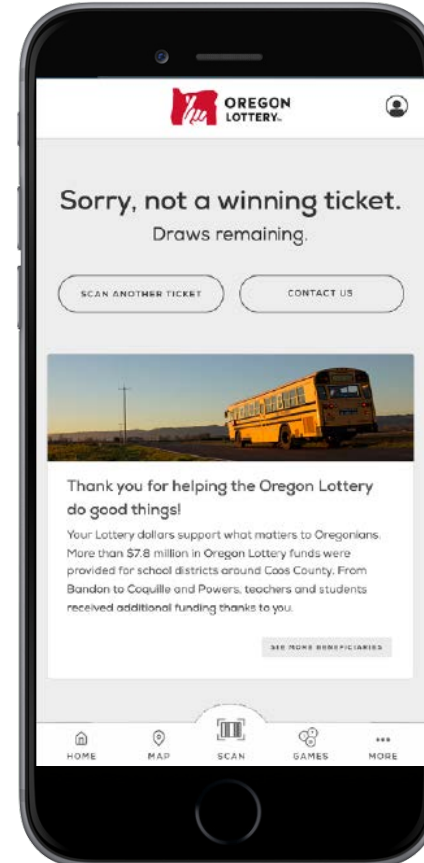 OREGON
LOTTERY™
Sorry, not a winning ticket.
Draws remaining.
SCAN ANOTHER TICKET
CONTACT US
Thank you for helping the Oregon Lottery
do good things!
Your Lottery dollars support what matters to Oregonians.
More than $7.8 million in Oregon Lottery funds were
provided for school districts around Coos County. From
Bandon to Coquille and Powers, teachers and students
received additional funding thanks to you.
SEE MORE BENEFICIARIES
HOME
MAP
SCAN
GAMES
MORE